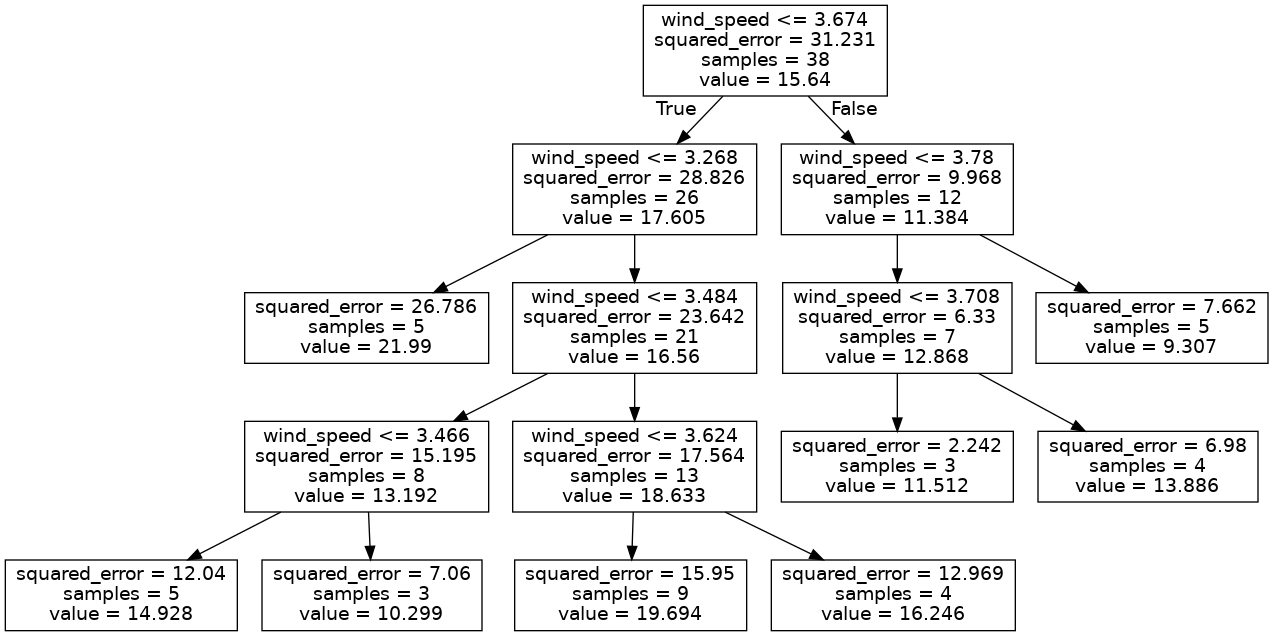 wind_speed <= 3.674
squared_error = 31.231
samples = 38
value = 15.64
True
False
wind_speed <= 3.268
squared_error = 28.826
samples = 26
value = 17.605
wind_speed <= 3.78
squared_error = 9.968
samples = 12
value = 11.384
squared_error = 26.786
samples = 5
value = 21.99
wind_speed <= 3.484
squared_error = 23.642
samples = 21
value = 16.56
wind_speed <= 3.708
squared_error = 6.33
samples = 7
value = 12.868
squared_error = 7.662
samples = 5
value = 9.307
wind_speed <= 3.466
squared_error = 15.195
samples = 8
value = 13.192
wind_speed <= 3.624
squared_error = 17.564
samples = 13
value = 18.633
squared_error = 2.242
samples = 3
value = 11.512
squared_error = 6.98
samples = 4
value = 13.886
squared_error = 12.04
samples = 5
value = 14.928
squared_error = 7.06
samples = 3
value = 10.299
squared_error = 15.95
samples = 9
value = 19.694
squared_error = 12.969
samples = 4
value = 16.246